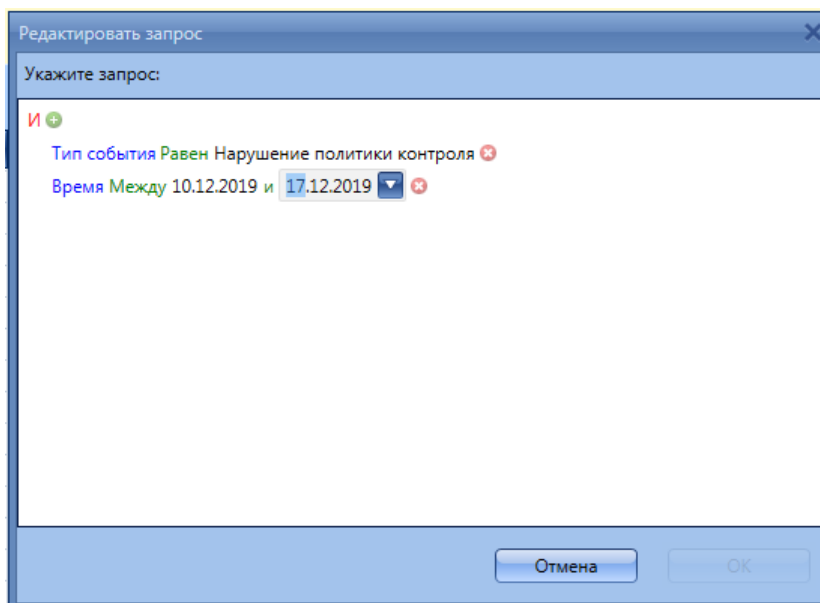 Редактировать запрос
Укажите запрос:
И
Тип события Равен Нарушение политики контроля
Время Между 10.12.2019 и 17.12.2019
Отмена ОК